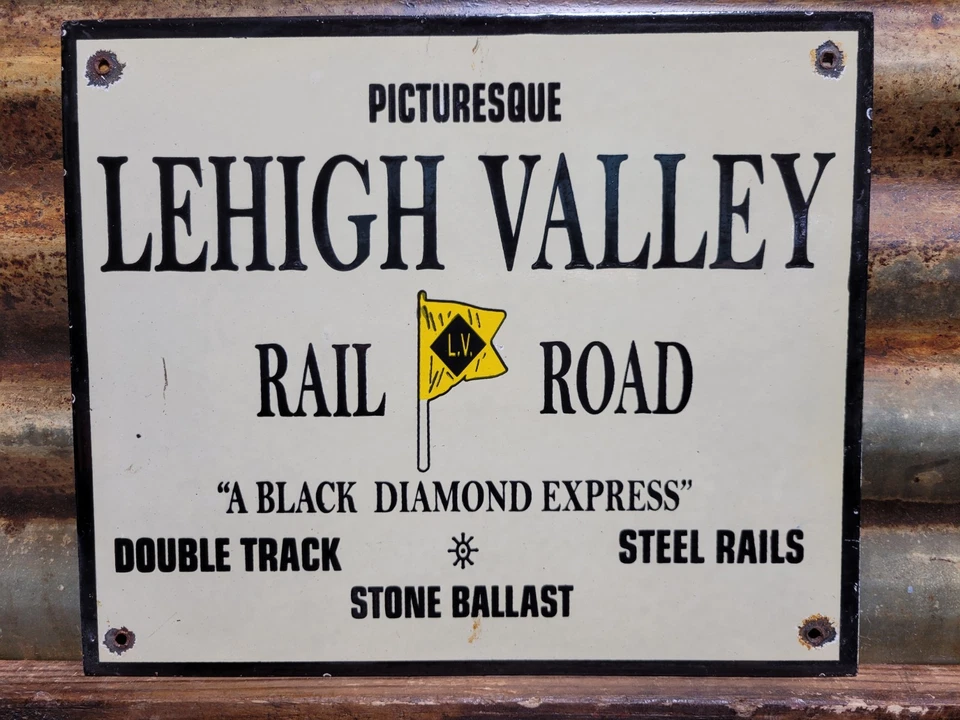 PICTURESQUE
LEHIGH VALLEY
RAIL L.V. ROAD
“A BLACK DIAMOND EXPRESS”
DOUBLE TRACK STEEL RAILS
STONE BALLAST